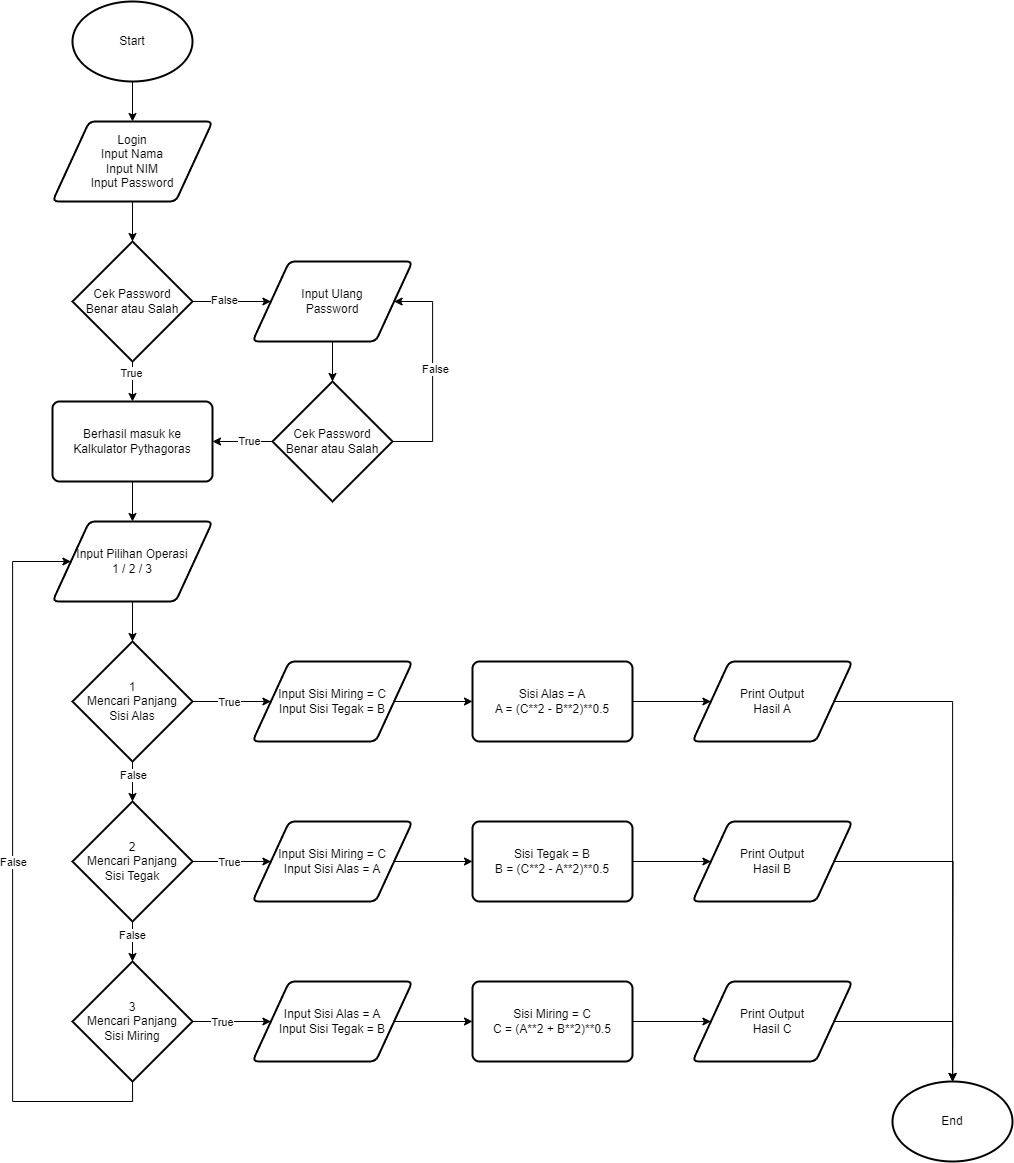 Start
Login
Input Nama
Input NIM
Input Password
Cek Password
Benar atau Salah
False
Input Ulang
Password
True
False
Berhasil masuk ke
Kalkulator Pythagoras
True
Cek Password
Benar atau Salah
Input Pilihan Operasi
1 / 2 / 3
1
Mencari Panjang
Sisi Alas
True
Input Sisi Miring = C
Input Sisi Tegak = B
Sisi Alas = A
A = (C**2 - B**2)**0.5
Print Output
Hasil A
False
2
Mencari Panjang
Sisi Tegak
True
Input Sisi Miring = C
Input Sisi Alas = A
Sisi Tegak = B
B = (C**2 - A**2)**0.5
Print Output
Hasil B
False
False
3
Mencari Panjang
Sisi Miring
True
Input Sisi Alas = A
Input Sisi Tegak = B
Sisi Miring = C
C = (A**2 + B**2)**0.5
Print Output
Hasil C
End